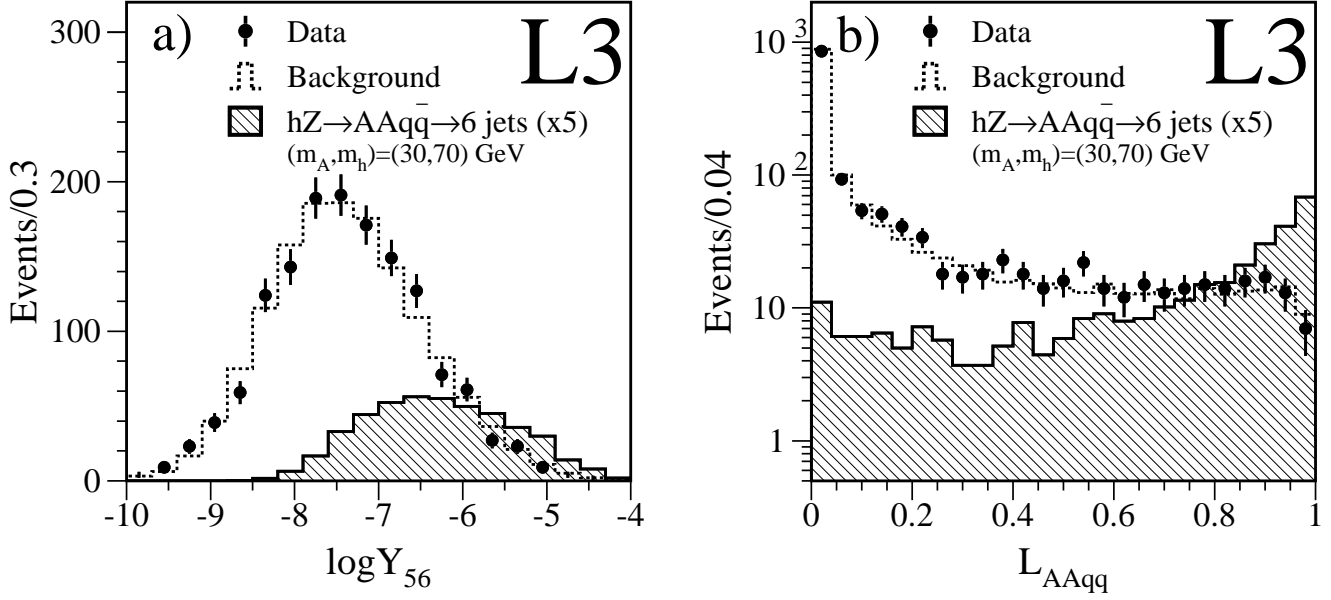 a)
L3
Data
Background
hZ→AAqq̄→6 jets (x5)
(m_A,m_h)=(30,70) GeV
Events/0.3
300
200
100
0
-10 -9 -8 -7 -6 -5 -4
logY_56
b)
L3
Data
Background
hZ→AAqq̄→6 jets (x5)
(m_A,m_h)=(30,70) GeV
Events/0.04
10^3
10^2
10
1
0 0.2 0.4 0.6 0.8 1
L_AAqq